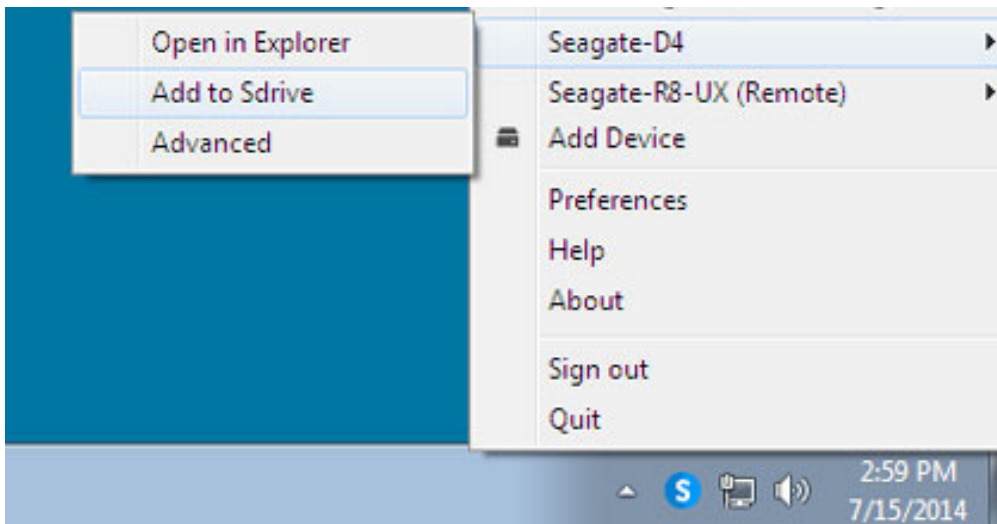 Open in Explorer
Add to Sdrive
Advanced
Seagate-D4
Seagate-R8-UX (Remote)
Add Device
Preferences
Help
About
Sign out
Quit
S
2:59 PM
7/15/2014